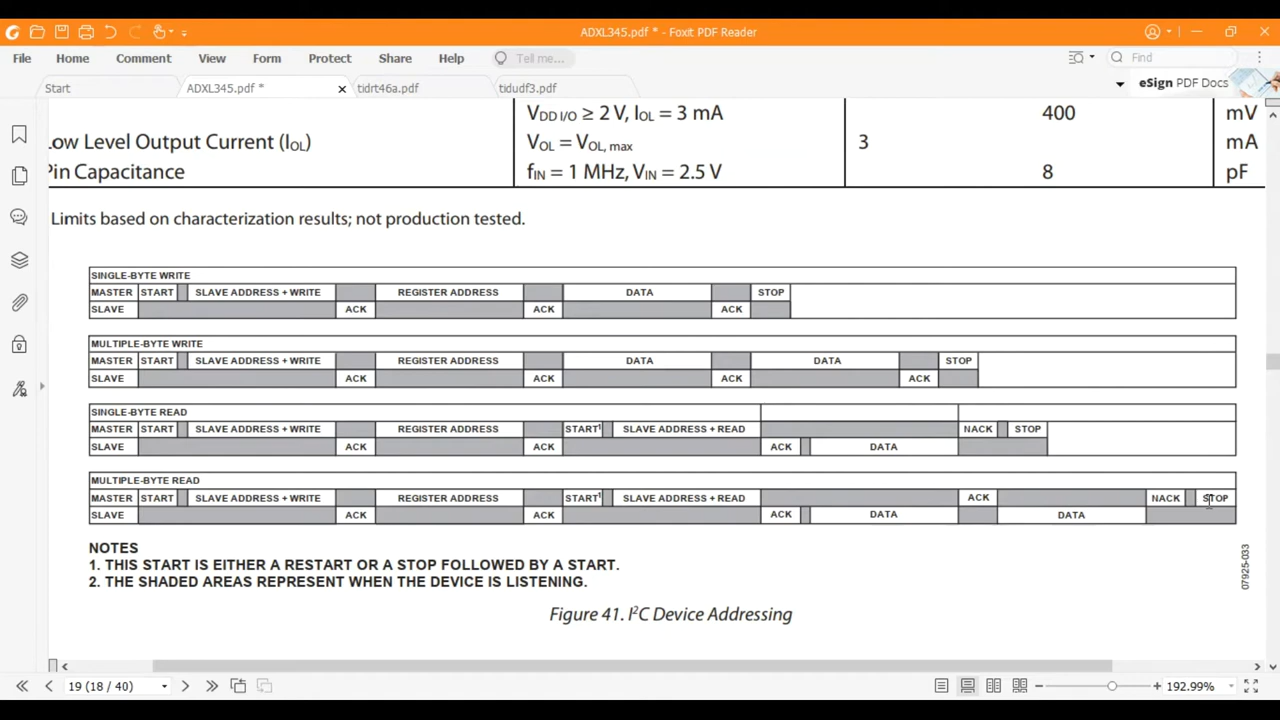 ADXL345.pdf * - Foxit PDF Reader
File Home Comment View Form Protect Share Help Tell me... Find
Start ADXL345.pdf * tidrt46a.pdf tidudf3.pdf eSign PDF Docs
VDD I/O ≥ 2 V, IOL = 3 mA 400 mV
Low Level Output Current (IOL) VOL = VOL, max 3 mA
Pin Capacitance fIN = 1 MHz, VIN = 2.5 V 8 pF
Limits based on characterization results; not production tested.
SINGLE-BYTE WRITE
MASTER START SLAVE ADDRESS + WRITE REGISTER ADDRESS DATA STOP
SLAVE ACK ACK ACK
MULTIPLE-BYTE WRITE
MASTER START SLAVE ADDRESS + WRITE REGISTER ADDRESS DATA DATA STOP
SLAVE ACK ACK ACK ACK
SINGLE-BYTE READ
MASTER START SLAVE ADDRESS + WRITE REGISTER ADDRESS START1 SLAVE ADDRESS + READ NACK STOP
SLAVE ACK ACK ACK DATA
MULTIPLE-BYTE READ
MASTER START SLAVE ADDRESS + WRITE REGISTER ADDRESS START1 SLAVE ADDRESS + READ ACK NACK STOP
SLAVE ACK ACK ACK DATA DATA
NOTES
1. THIS START IS EITHER A RESTART OR A STOP FOLLOWED BY A START.
2. THE SHADED AREAS REPRESENT WHEN THE DEVICE IS LISTENING.
07925-033
Figure 41. I2C Device Addressing
19 (18 / 40) 192.99%